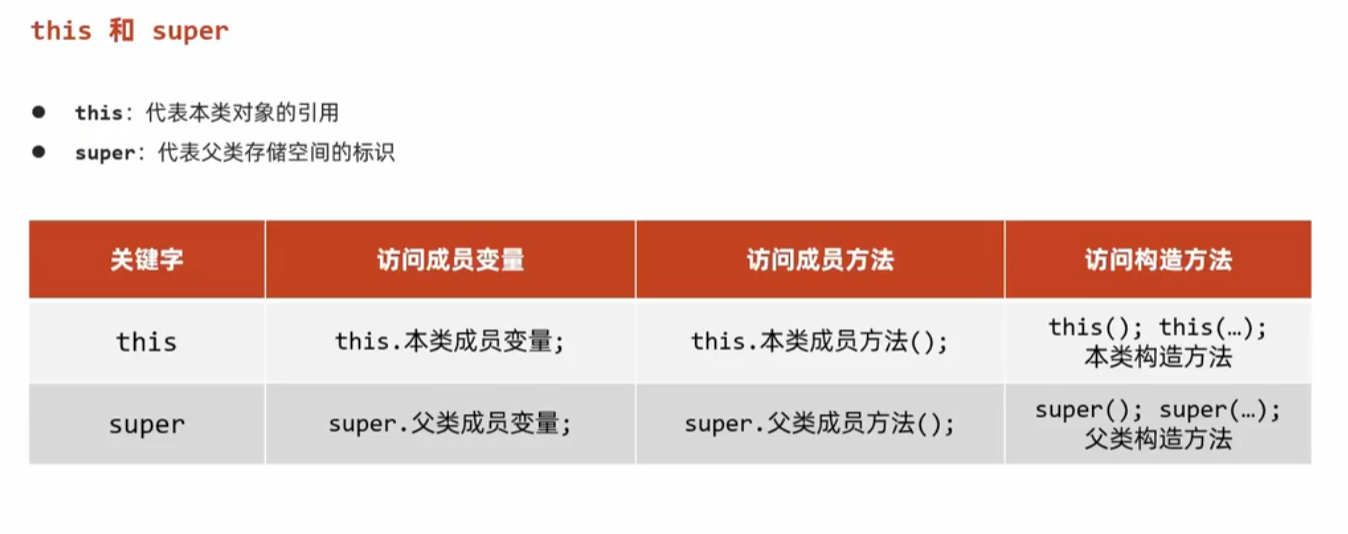 this 和 super
● this：代表本类对象的引用
● super：代表父类存储空间的标识
关键字 访问成员变量 访问成员方法 访问构造方法
this this.本类成员变量; this.本类成员方法(); this(); this(…);
本类构造方法
super super.父类成员变量; super.父类成员方法(); super(); super(…);
父类构造方法